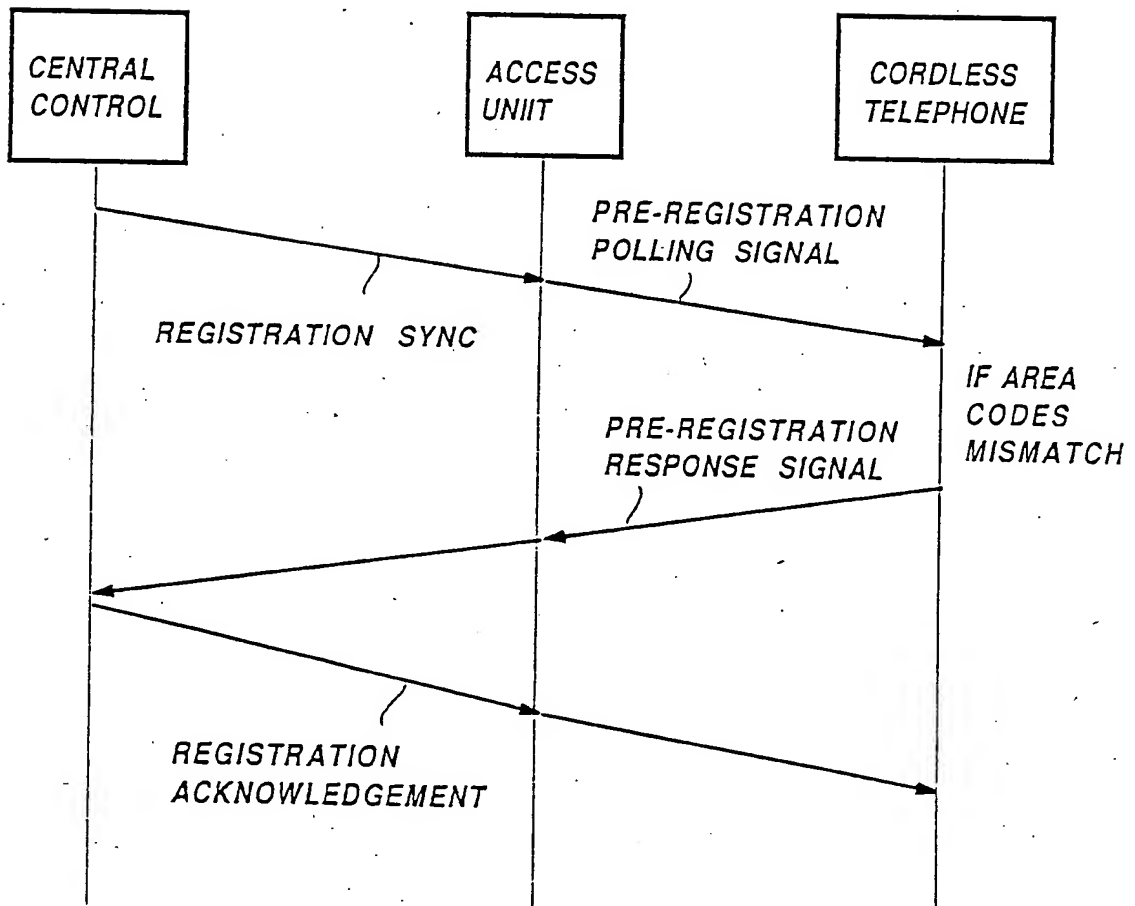 CENTRAL
CONTROL
ACCESS
UNIIT
CORDLESS
TELEPHONE
PRE-REGISTRATION
POLLING SIGNAL
REGISTRATION SYNC
IF AREA
CODES
MISMATCH
PRE-REGISTRATION
RESPONSE SIGNAL
REGISTRATION
ACKNOWLEDGEMENT